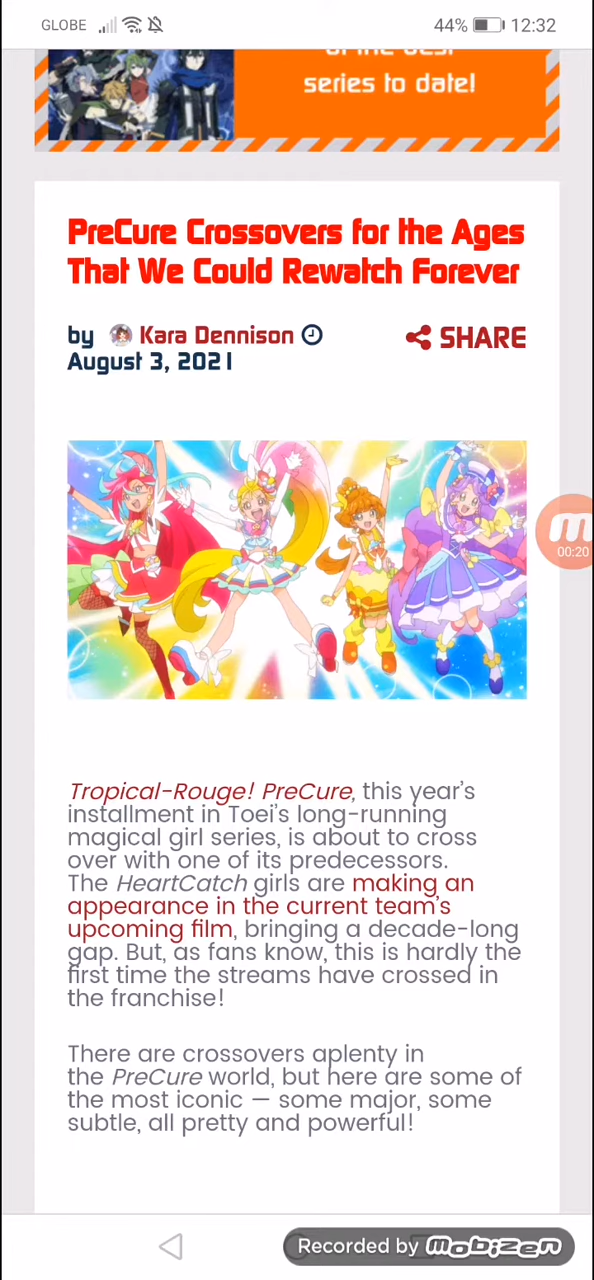 GLOBE 44% 12:32
of the best
series to date!
PreCure Crossovers for the Ages
That We Could Rewatch Forever
by Kara Dennison SHARE
August 3, 2021
00:20
Tropical-Rouge! PreCure, this year's
installment in Toei's long-running
magical girl series, is about to cross
over with one of its predecessors.
The HeartCatch girls are making an
appearance in the current team's
upcoming film, bringing a decade-long
gap. But, as fans know, this is hardly the
first time the streams have crossed in
the franchise!
There are crossovers aplenty in
the PreCure world, but here are some of
the most iconic — some major, some
subtle, all pretty and powerful!
Recorded by mobizen